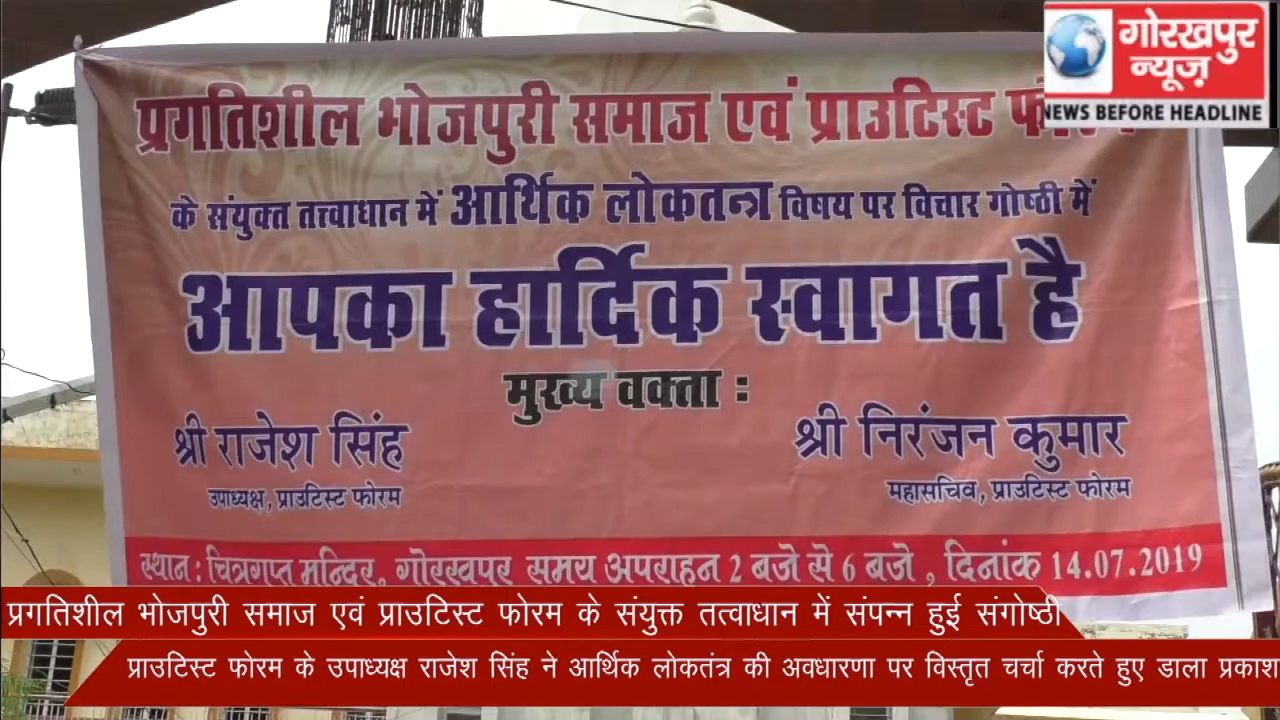 गोरखपुर
न्यूज़
NEWS BEFORE HEADLINE
प्रगतिशील भोजपुरी समाज एवं प्राउटिस्ट
के संयुक्त तत्त्वाधान में आर्थिक लोकतन्त्र विषय पर विचार गोष्ठी में
आपका हार्दिक स्वागत है
मुख्य वक्ता :
श्री राजेश सिंह
उपाध्यक्ष, प्राउटिस्ट फोरम
श्री निरंजन कुमार
महासचिव, प्राउटिस्ट फोरम
स्थान : चित्रगुप्त मन्दिर, गोरखपुर समय अपराहन 2 बजे से 6 बजे , दिनांक 14.07.2019
प्रगतिशील भोजपुरी समाज एवं प्राउटिस्ट फोरम के संयुक्त तत्वाधान में संपन्न हुई संगोष्ठी
प्राउटिस्ट फोरम के उपाध्यक्ष राजेश सिंह ने आर्थिक लोकतंत्र की अवधारणा पर विस्तृत चर्चा करते हुए डाला प्रकाश